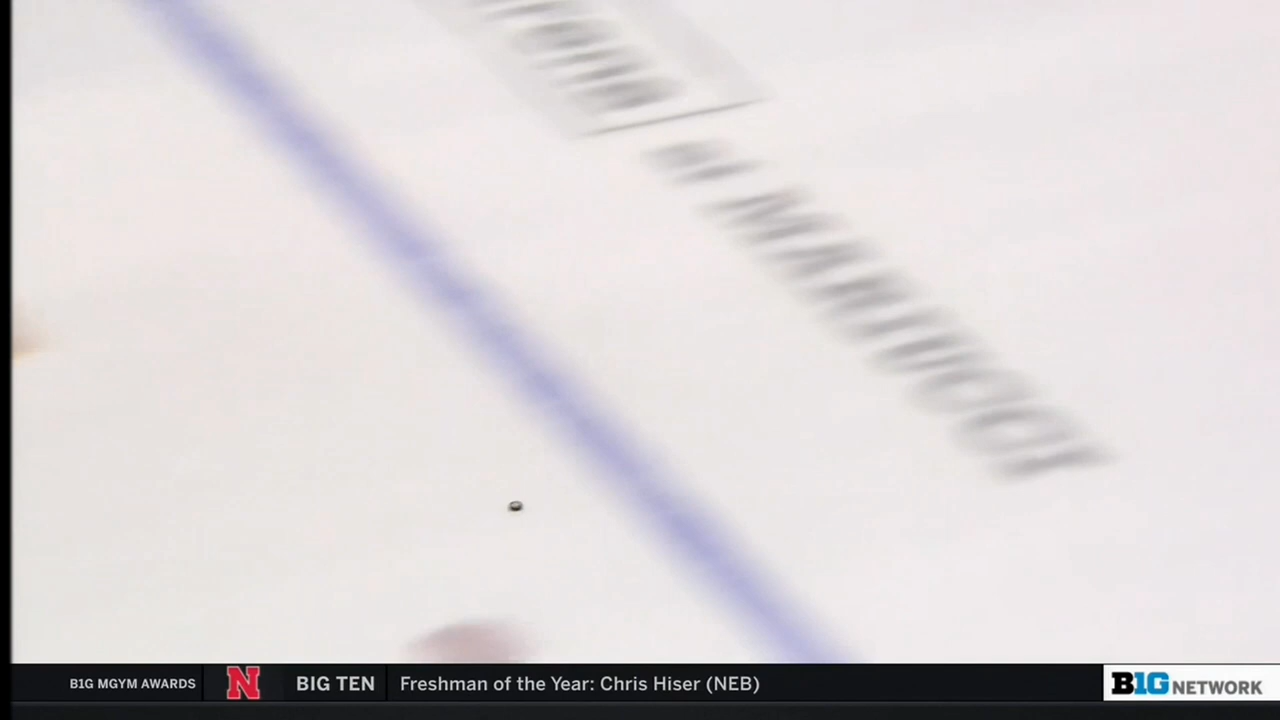 B1G MGYM AWARDS N BIG TEN Freshman of the Year: Chris Hiser (NEB) B1G NETWORK